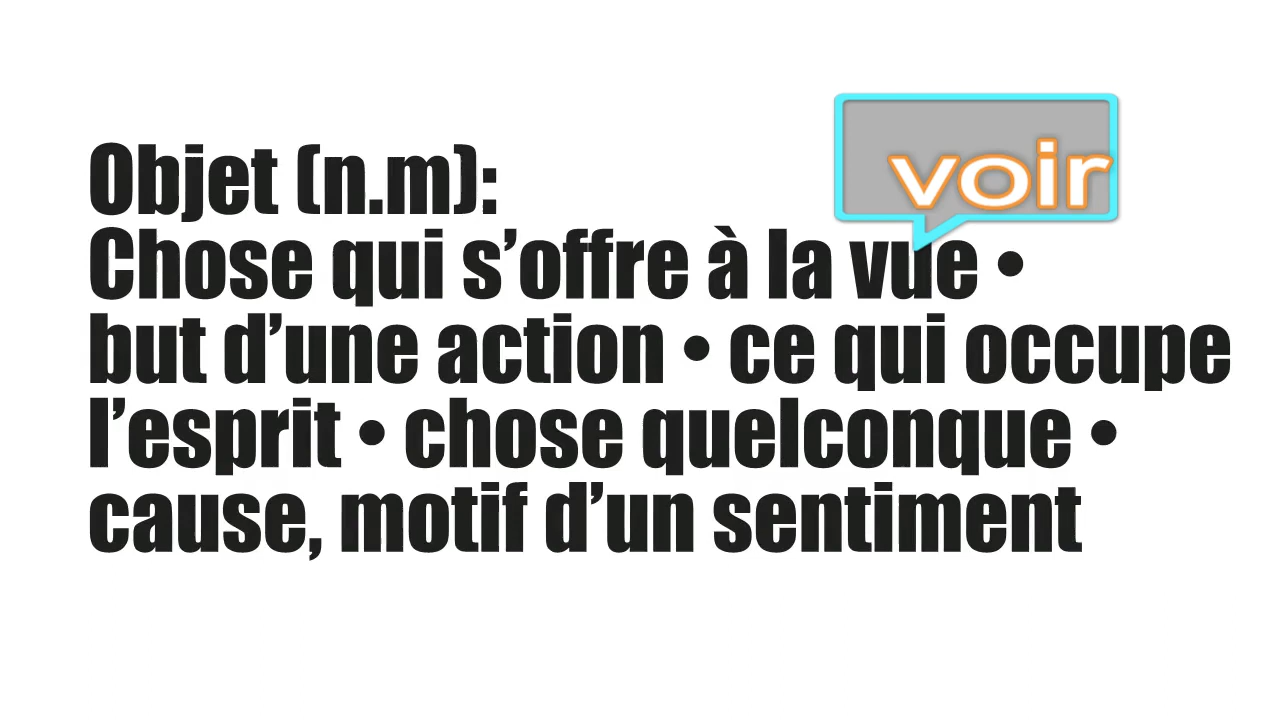 voir
Objet (n.m):
Chose qui s’offre à la vue •
but d’une action • ce qui occupe
l’esprit • chose quelconque •
cause, motif d’un sentiment